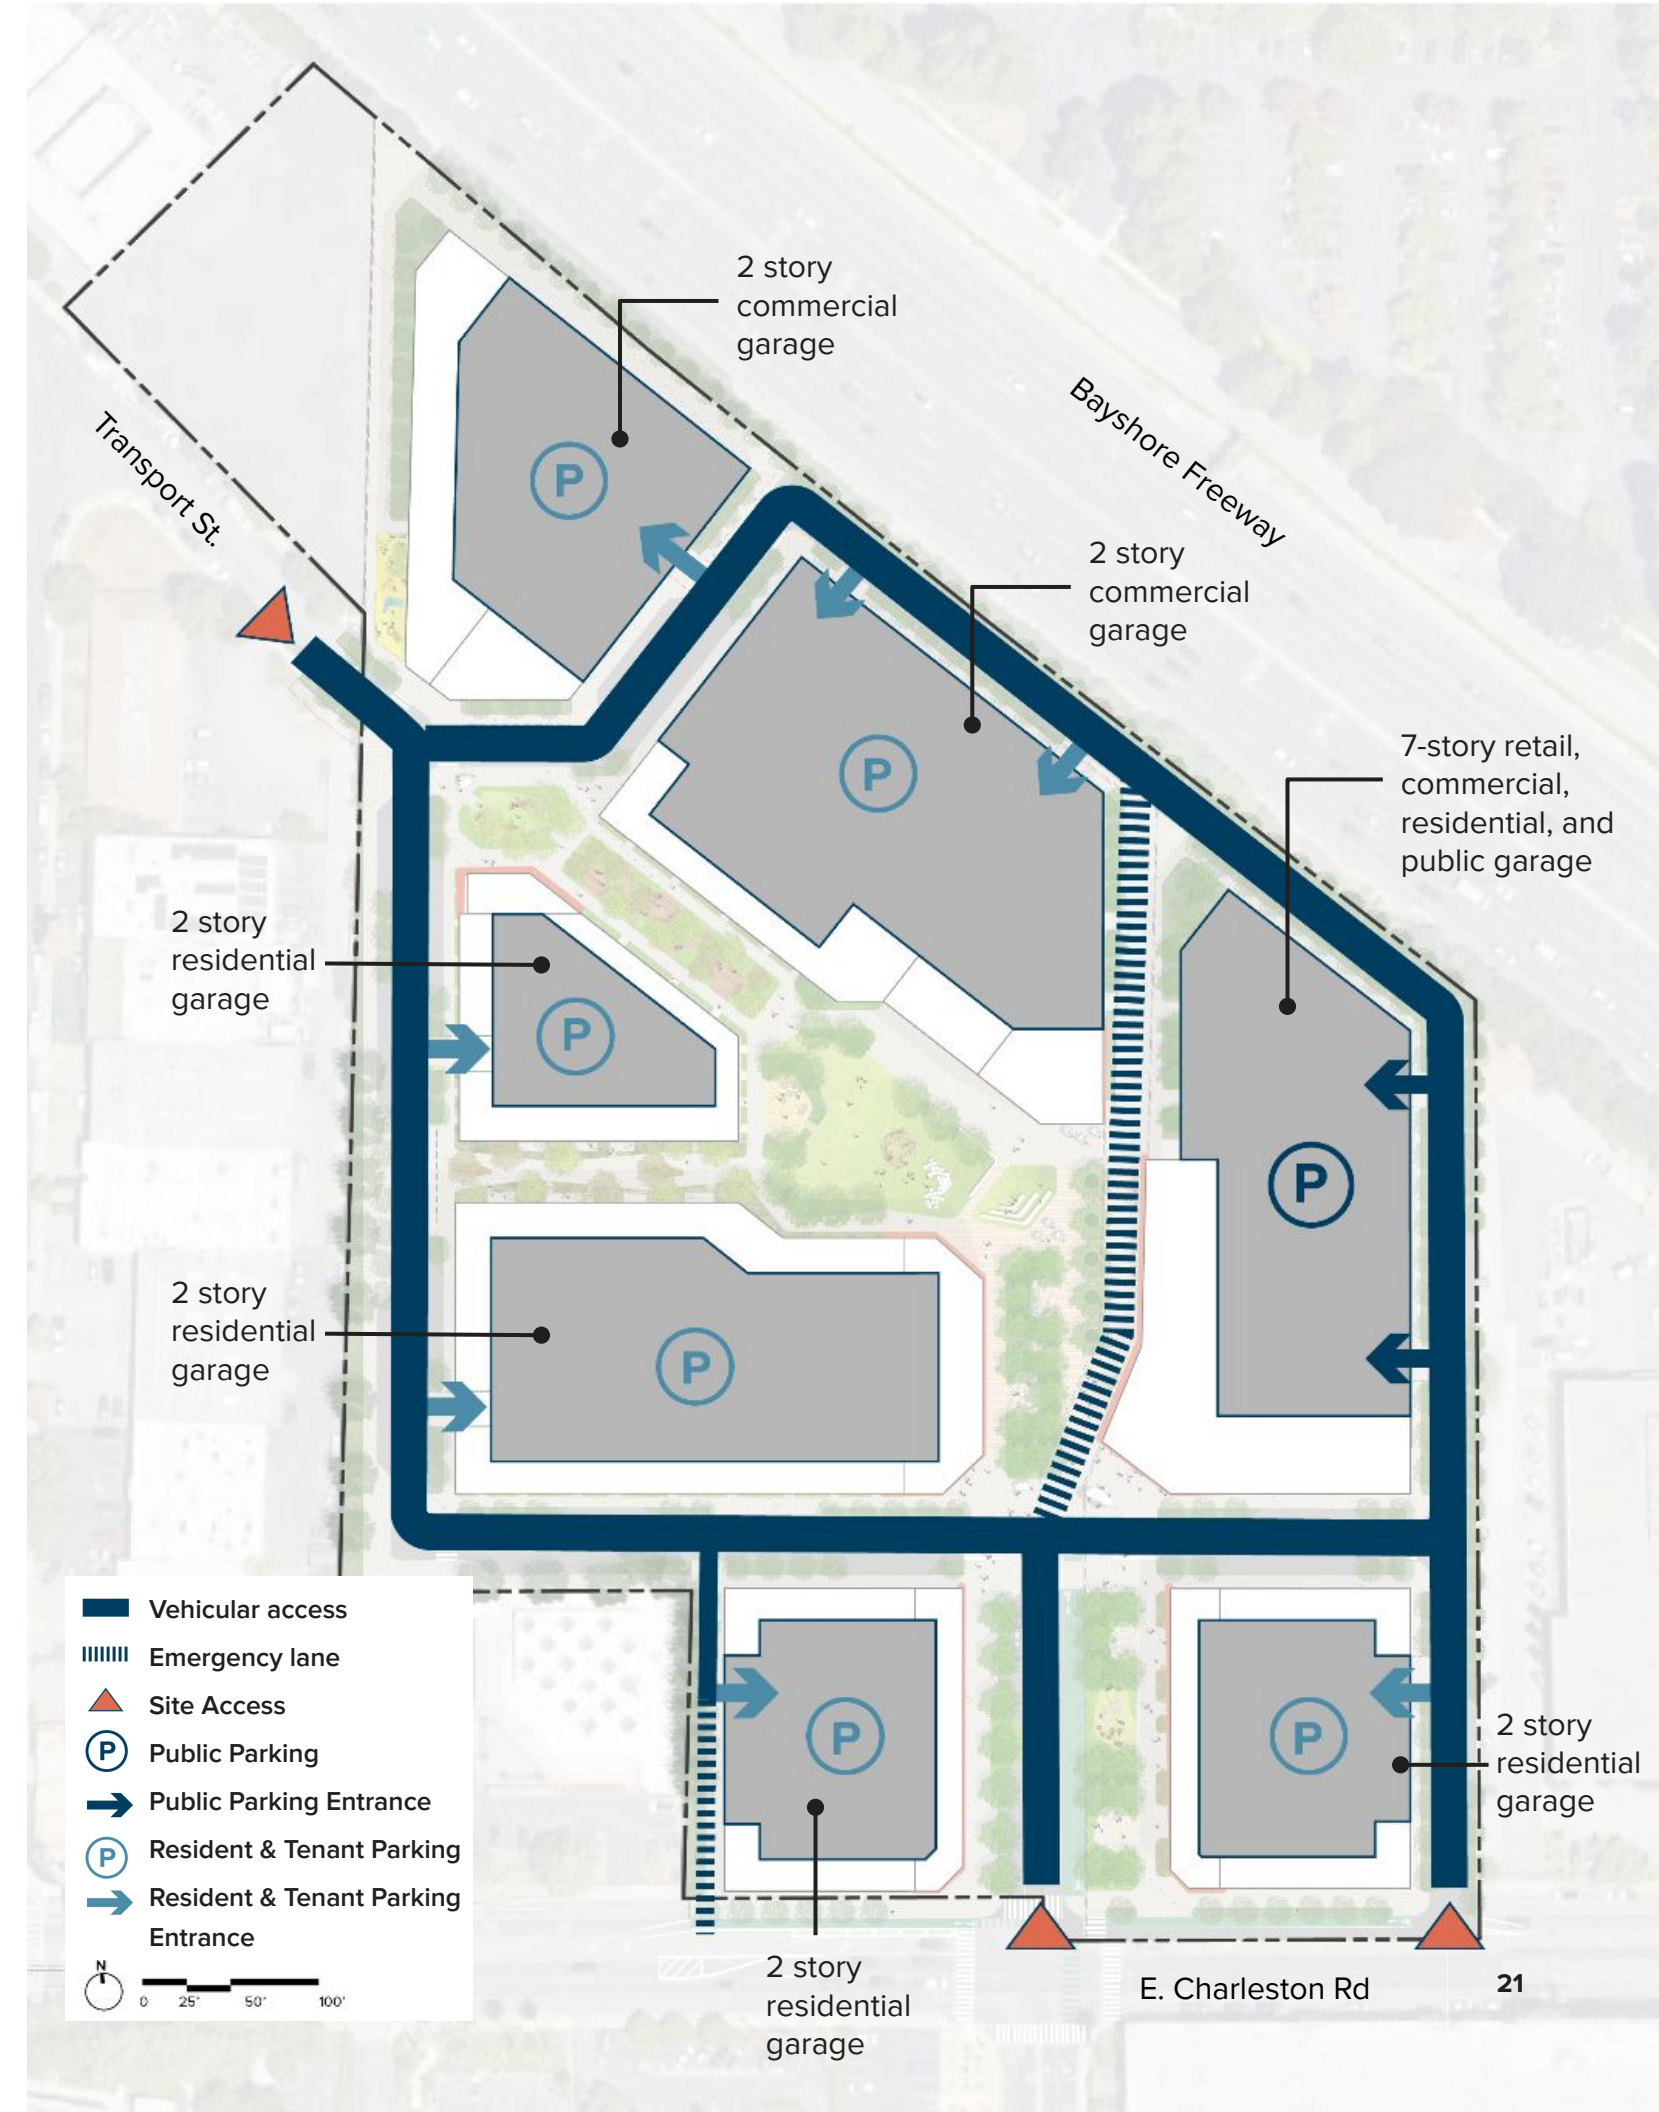 2 story
commercial
garage
Bayshore Freeway
Transport St.
2 story
commercial
garage
7-story retail,
commercial,
residential, and
public garage
P
P
2 story
residential
garage
P
P
2 story
residential
garage
P
Vehicular access
Emergency lane
Site Access
P Public Parking
Public Parking Entrance
P Resident & Tenant Parking
Resident & Tenant Parking
Entrance
N
0 25' 50' 100'
P
P
2 story
residential
garage
2 story
residential
garage
E. Charleston Rd
21